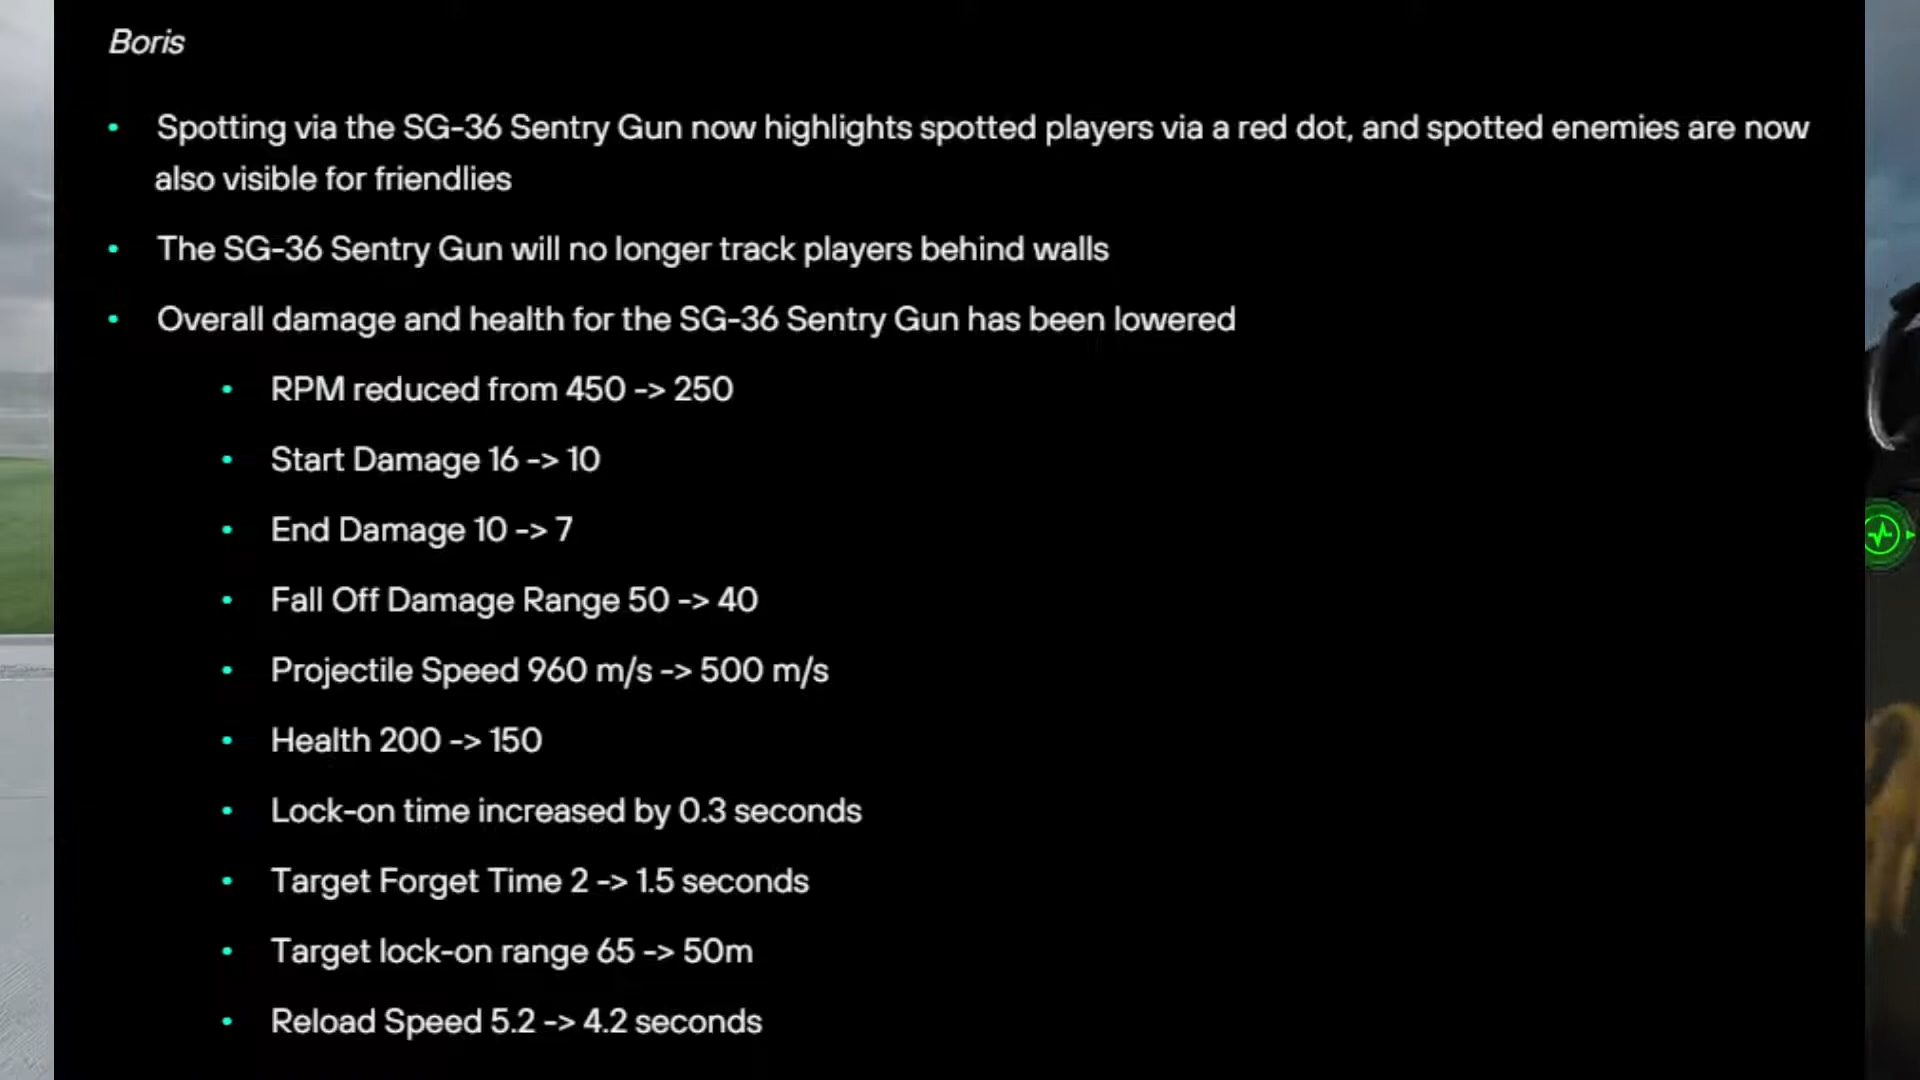 Boris
• Spotting via the SG-36 Sentry Gun now highlights spotted players via a red dot, and spotted enemies are now
also visible for friendlies
• The SG-36 Sentry Gun will no longer track players behind walls
• Overall damage and health for the SG-36 Sentry Gun has been lowered
• RPM reduced from 450 -> 250
• Start Damage 16 -> 10
• End Damage 10 -> 7
• Fall Off Damage Range 50 -> 40
• Projectile Speed 960 m/s -> 500 m/s
• Health 200 -> 150
• Lock-on time increased by 0.3 seconds
• Target Forget Time 2 -> 1.5 seconds
• Target lock-on range 65 -> 50m
• Reload Speed 5.2 -> 4.2 seconds